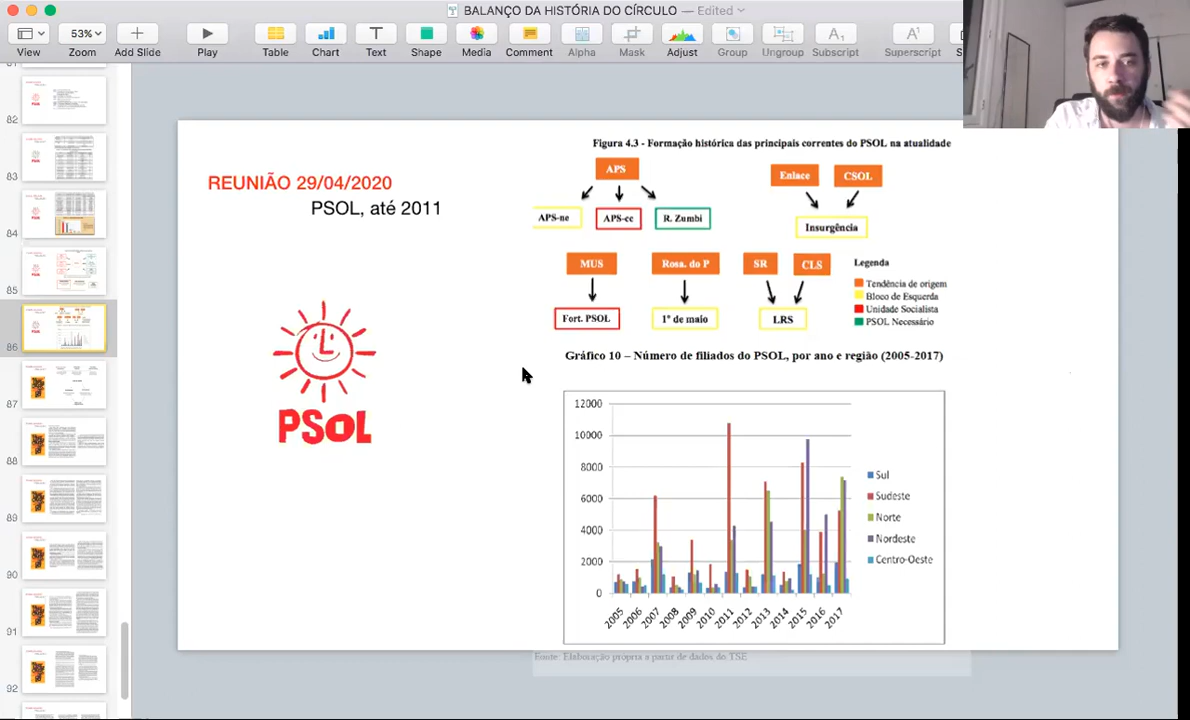 BALANÇO DA HISTÓRIA DO CÍRCULO — Edited
53%
View
Zoom
Add Slide
Play
Table
Chart
Text
Shape
Media
Comment
Alpha
Mask
Adjust
Group
Ungroup
Subscript
Superscript
82
83
84
85
86
87
88
89
90
91
92
REUNIÃO 29/04/2020
PSOL, até 2011
PSOL
Figura 4.3 - Formação histórica das principais correntes do PSOL na atualidade
APS
Enlace
CSOL
APS-ne
APS-cc
R. Zumbi
Insurgência
MUS
Rosa. do P
SR
CLS
Fort. PSOL
1º de maio
LRS
Legenda
Tendência de origem
Bloco de Esquerda
Unidade Socialista
PSOL Necessário
Gráfico 10 – Número de filiados do PSOL, por ano e região (2005-2017)
12000
10000
8000
6000
4000
2000
0
2005
2006
2007
2008
2009
2010
2011
2012
2013
2014
2015
2016
2017
Sul
Sudeste
Norte
Nordeste
Centro-Oeste
Fonte: Elaboração própria a partir de dados do TSE